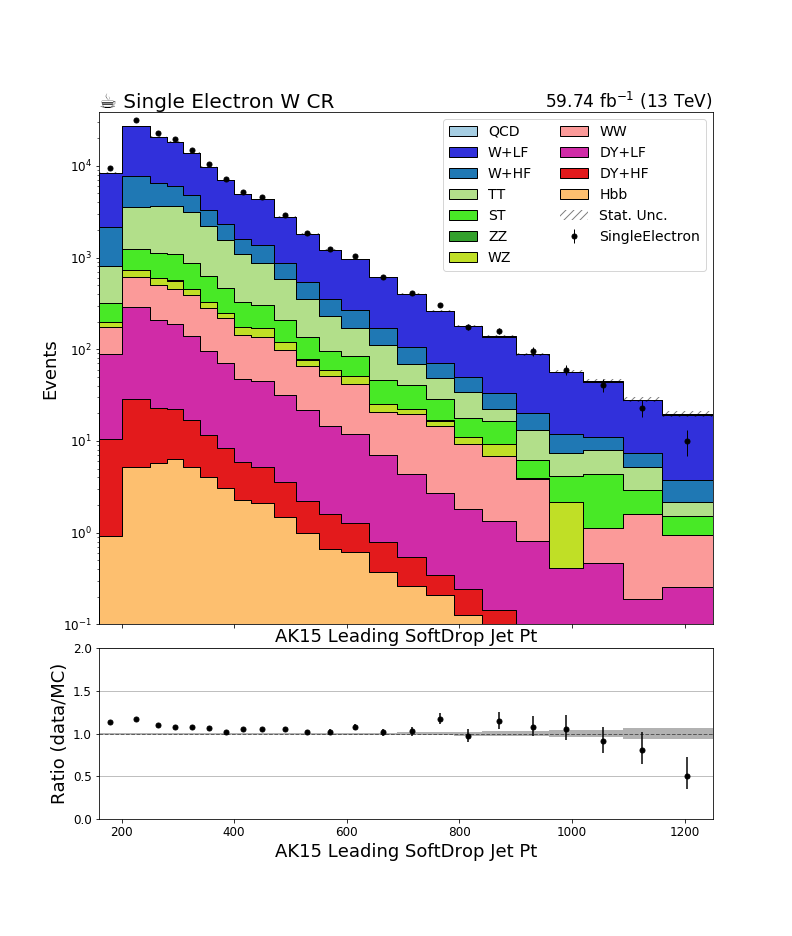 ☕ Single Electron W CR 59.74 fb⁻¹ (13 TeV)
QCD WW
W+LF DY+LF
W+HF DY+HF
TT Hbb
ST Stat. Unc.
ZZ SingleElectron
WZ
Events
10⁴
10³
10²
10¹
10⁰
10⁻¹
AK15 Leading SoftDrop Jet Pt
Ratio (data/MC)
2.0
1.5
1.0
0.5
0.0
200 400 600 800 1000 1200
AK15 Leading SoftDrop Jet Pt